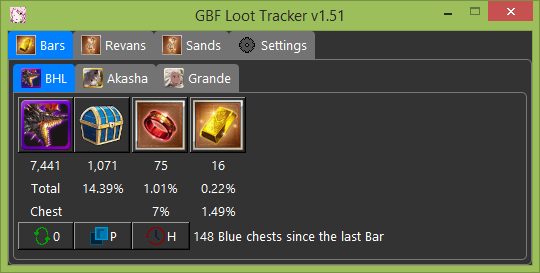 GBF Loot Tracker v1.51
Bars Revans Sands Settings
BHL Akasha Grande
7,441 1,071 75 16
Total 14.39% 1.01% 0.22%
Chest 7% 1.49%
0 P H 148 Blue chests since the last Bar